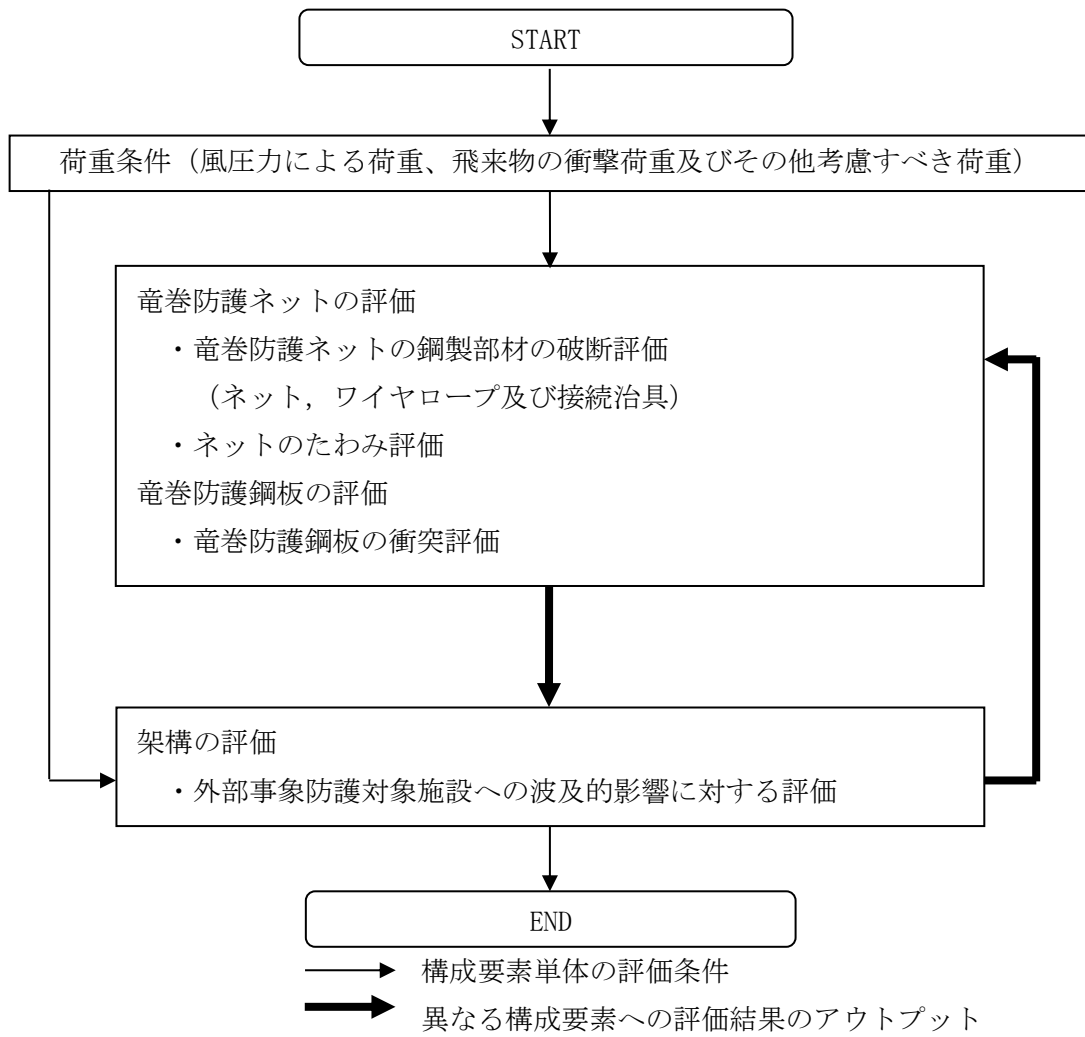 START
荷重条件（風圧力による荷重、飛来物の衝撃荷重及びその他考慮すべき荷重）
竜巻防護ネットの評価
・竜巻防護ネットの鋼製部材の破断評価
（ネット，ワイヤロープ及び接続治具）
・ネットのたわみ評価
竜巻防護鋼板の評価
・竜巻防護鋼板の衝突評価
架構の評価
・外部事象防護対象施設への波及的影響に対する評価
END
構成要素単体の評価条件
異なる構成要素への評価結果のアウトプット